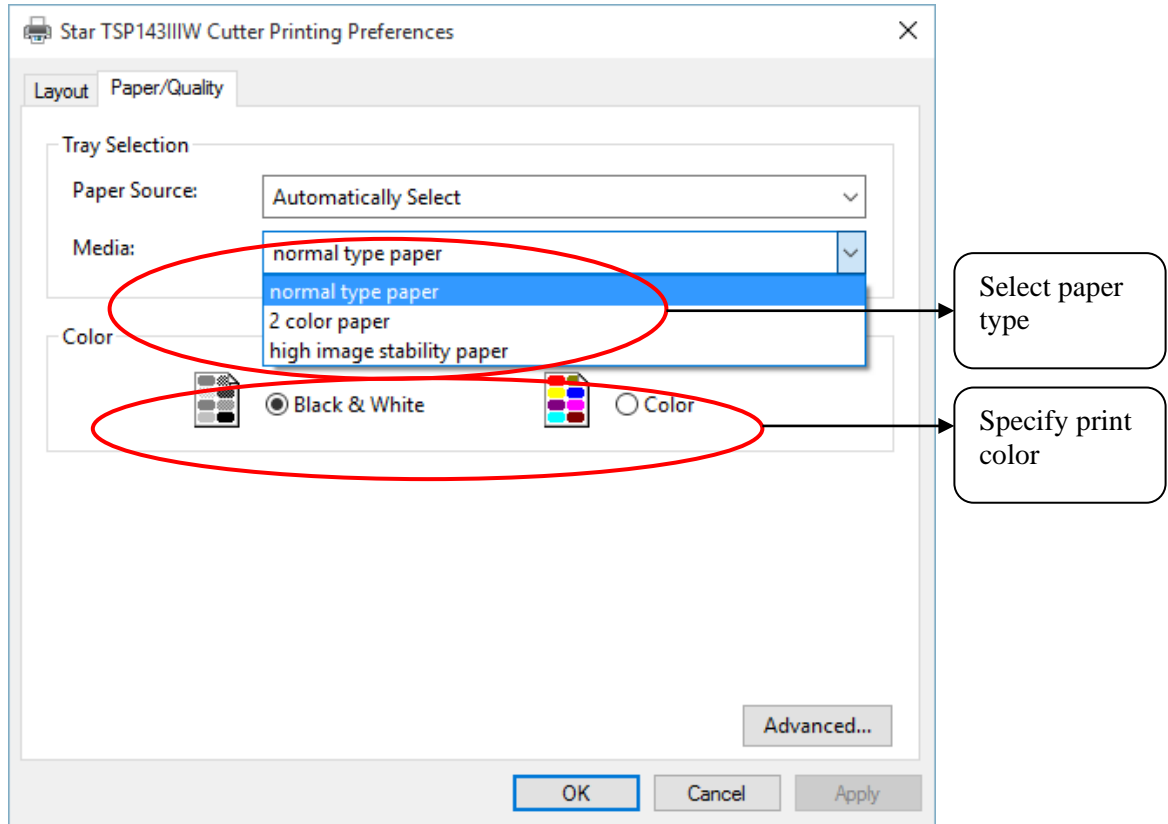 Star TSP143IIIW Cutter Printing Preferences
Layout Paper/Quality
Tray Selection
Paper Source: Automatically Select
Media: normal type paper
normal type paper
2 color paper
high image stability paper
Select paper
type
Color
Black & White Color
Specify print
color
Advanced...
OK Cancel Apply